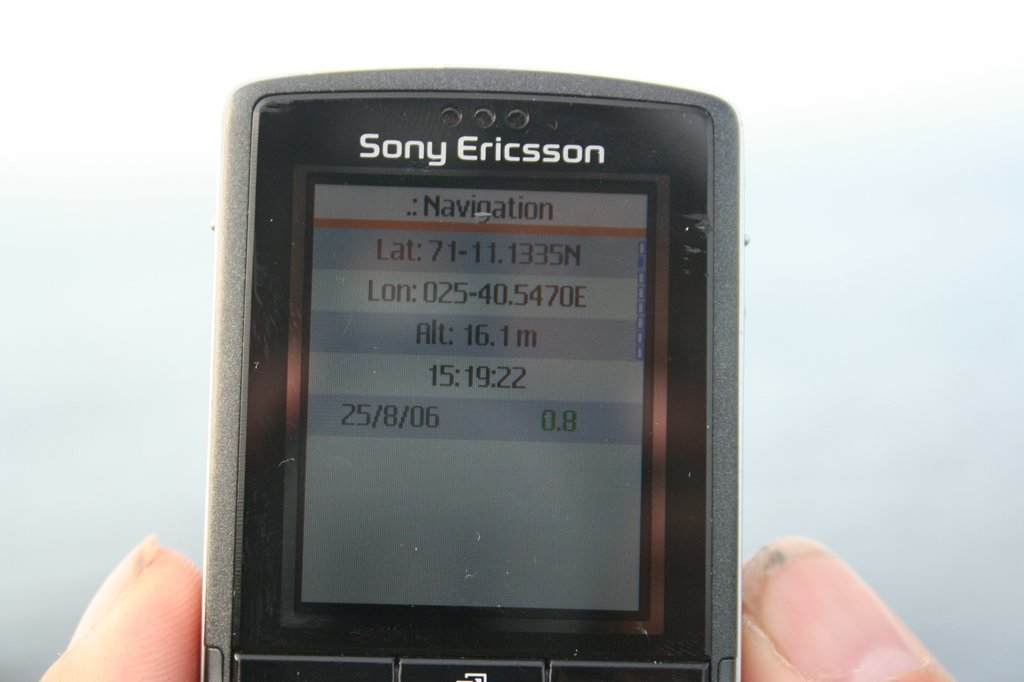 Sony Ericsson
.: Navigation
Lat: 71-11.1335N
Lon: 025-40.5470E
Alt: 16.1 m
15:19:22
25/8/06 0.8